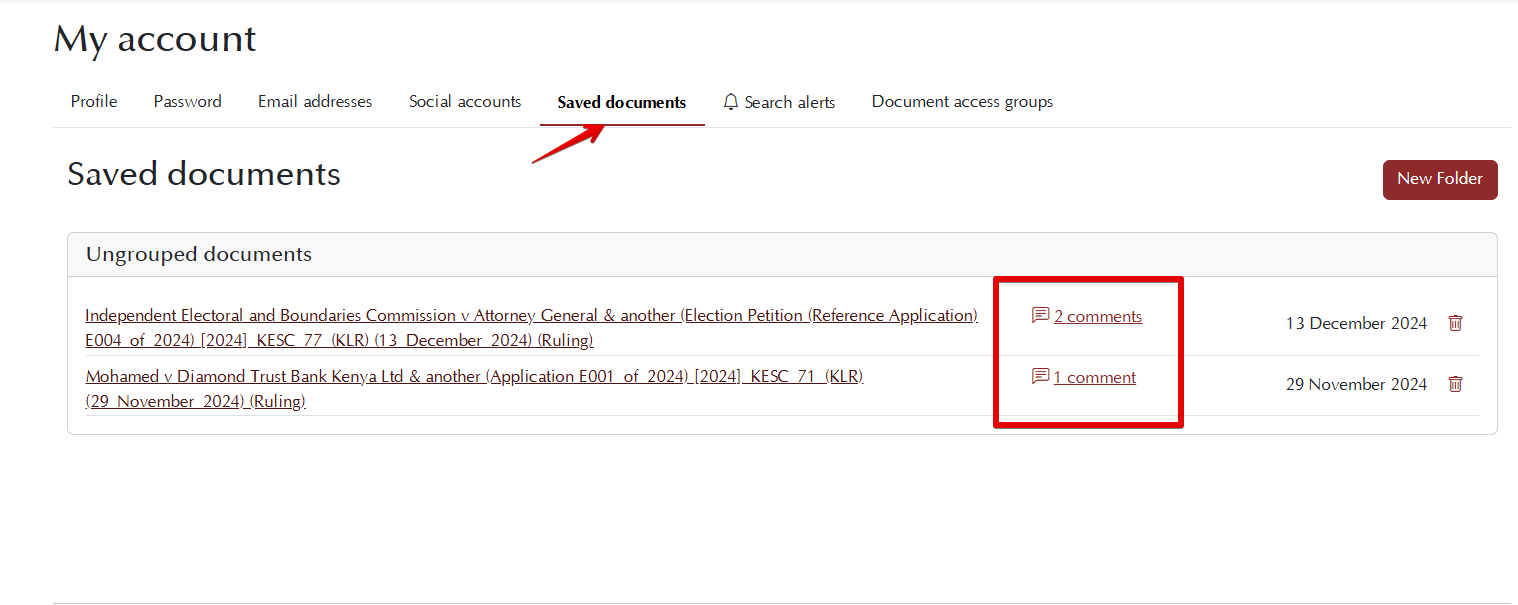 My account
Profile Password Email addresses Social accounts Saved documents Search alerts Document access groups
Saved documents
New Folder
Ungrouped documents
Independent Electoral and Boundaries Commission v Attorney General & another (Election Petition (Reference Application)
E004 of 2024) [2024] KESC 77 (KLR) (13 December 2024) (Ruling)
2 comments
13 December 2024
Mohamed v Diamond Trust Bank Kenya Ltd & another (Application E001 of 2024) [2024] KESC 71 (KLR)
(29 November 2024) (Ruling)
1 comment
29 November 2024